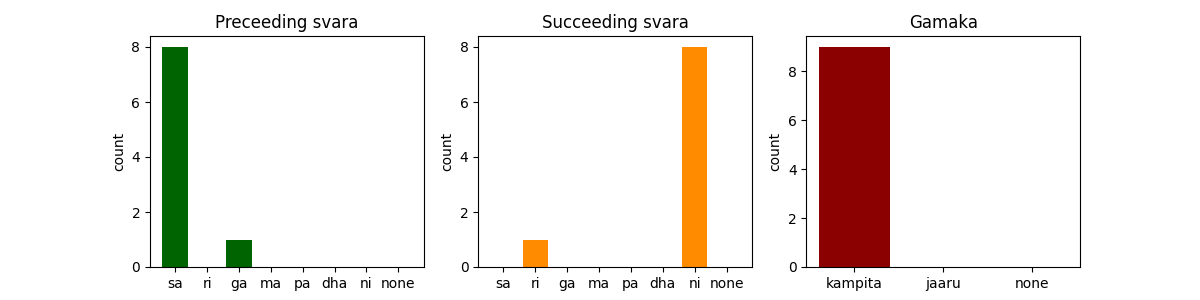 Preceeding svara
count
8
6
4
2
0
sa ri ga ma pa dha ni none
Succeeding svara
count
8
6
4
2
0
sa ri ga ma pa dha ni none
Gamaka
count
8
6
4
2
0
kampita jaaru none